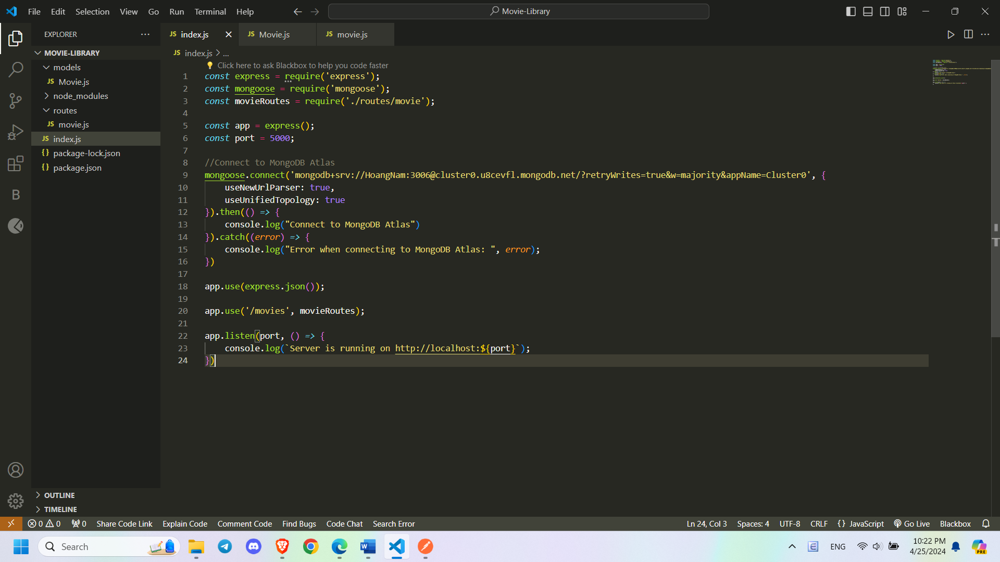 File Edit Selection View Go Run Terminal Help
Movie-Library
EXPLORER
MOVIE-LIBRARY
models
JS Movie.js
node_modules
routes
JS movie.js
JS index.js
{} package-lock.json
{} package.json
OUTLINE
TIMELINE
JS index.js JS Movie.js JS movie.js
JS index.js > ...
Click here to ask Blackbox to help you code faster
1 const express = require('express');
2 const mongoose = require('mongoose');
3 const movieRoutes = require('./routes/movie');
4
5 const app = express();
6 const port = 5000;
7
8 //Connect to MongoDB Atlas
9 mongoose.connect('mongodb+srv://HoangNam:3006@cluster0.u8cevfl.mongodb.net/?retryWrites=true&w=majority&appName=Cluster0', {
10 useNewUrlParser: true,
11 useUnifiedTopology: true
12 }).then(() => {
13 console.log("Connect to MongoDB Atlas")
14 }).catch((error) => {
15 console.log("Error when connecting to MongoDB Atlas: ", error);
16 })
17
18 app.use(express.json());
19
20 app.use('/movies', movieRoutes);
21
22 app.listen(port, () => {
23 console.log(`Server is running on http://localhost:${port}`);
24 })
B
0 0 0 Share Code Link Explain Code Comment Code Find Bugs Code Chat Search Error Ln 24, Col 3 Spaces: 4 UTF-8 CRLF {} JavaScript Go Live Blackbox
Search ENG 10:22 PM
4/25/2024
PRE